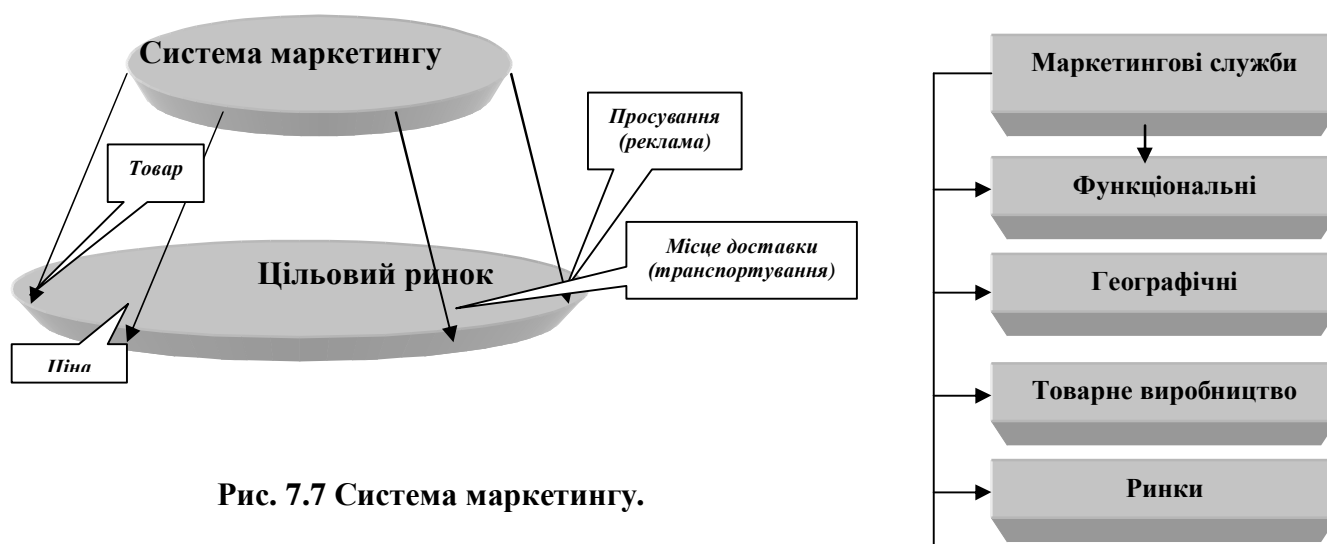 Система маркетингу
Товар
Просування
(реклама)
Місце доставки
(транспортування)
Цільовий ринок
Ціна
Рис. 7.7 Система маркетингу.
Маркетингові служби
Функціональні
Географічні
Товарне виробництво
Ринки